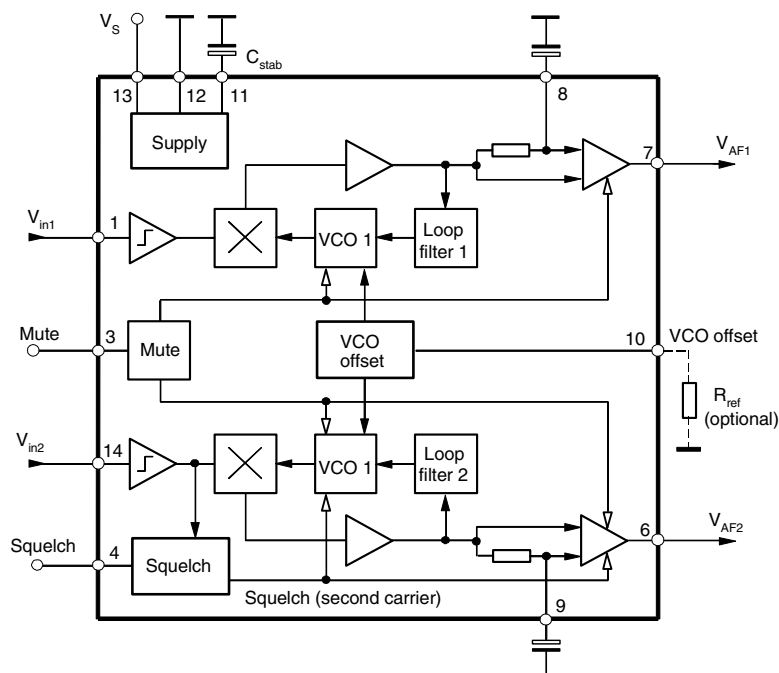 V_S
C_stab
13
12
11
8
Supply
7
V_AF1
V_in1
1
VCO 1
Loop
filter 1
Mute
3
Mute
VCO
offset
10
VCO offset
R_ref
(optional)
V_in2
14
VCO 1
Loop
filter 2
Squelch
4
Squelch
6
V_AF2
Squelch (second carrier)
9